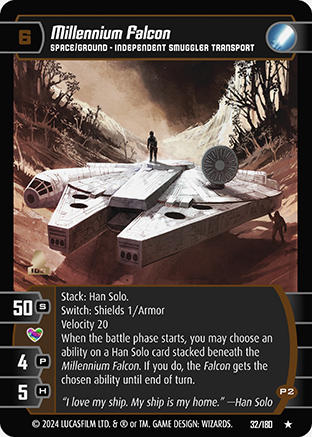 6
Millennium Falcon
SPACE/GROUND - INDEPENDENT SMUGGLER TRANSPORT
50 S
4 P
5 H
Stack: Han Solo.
Switch: Shields 1/Armor
Velocity 20
When the battle phase starts, you may choose an
ability on a Han Solo card stacked beneath the
Millennium Falcon. If you do, the Falcon gets the
chosen ability until end of turn.
“I love my ship. My ship is my home.” —Han Solo
P2
© 2024 LUCASFILM LTD. & ® or TM. GAME DESIGN: WIZARDS.
32/180